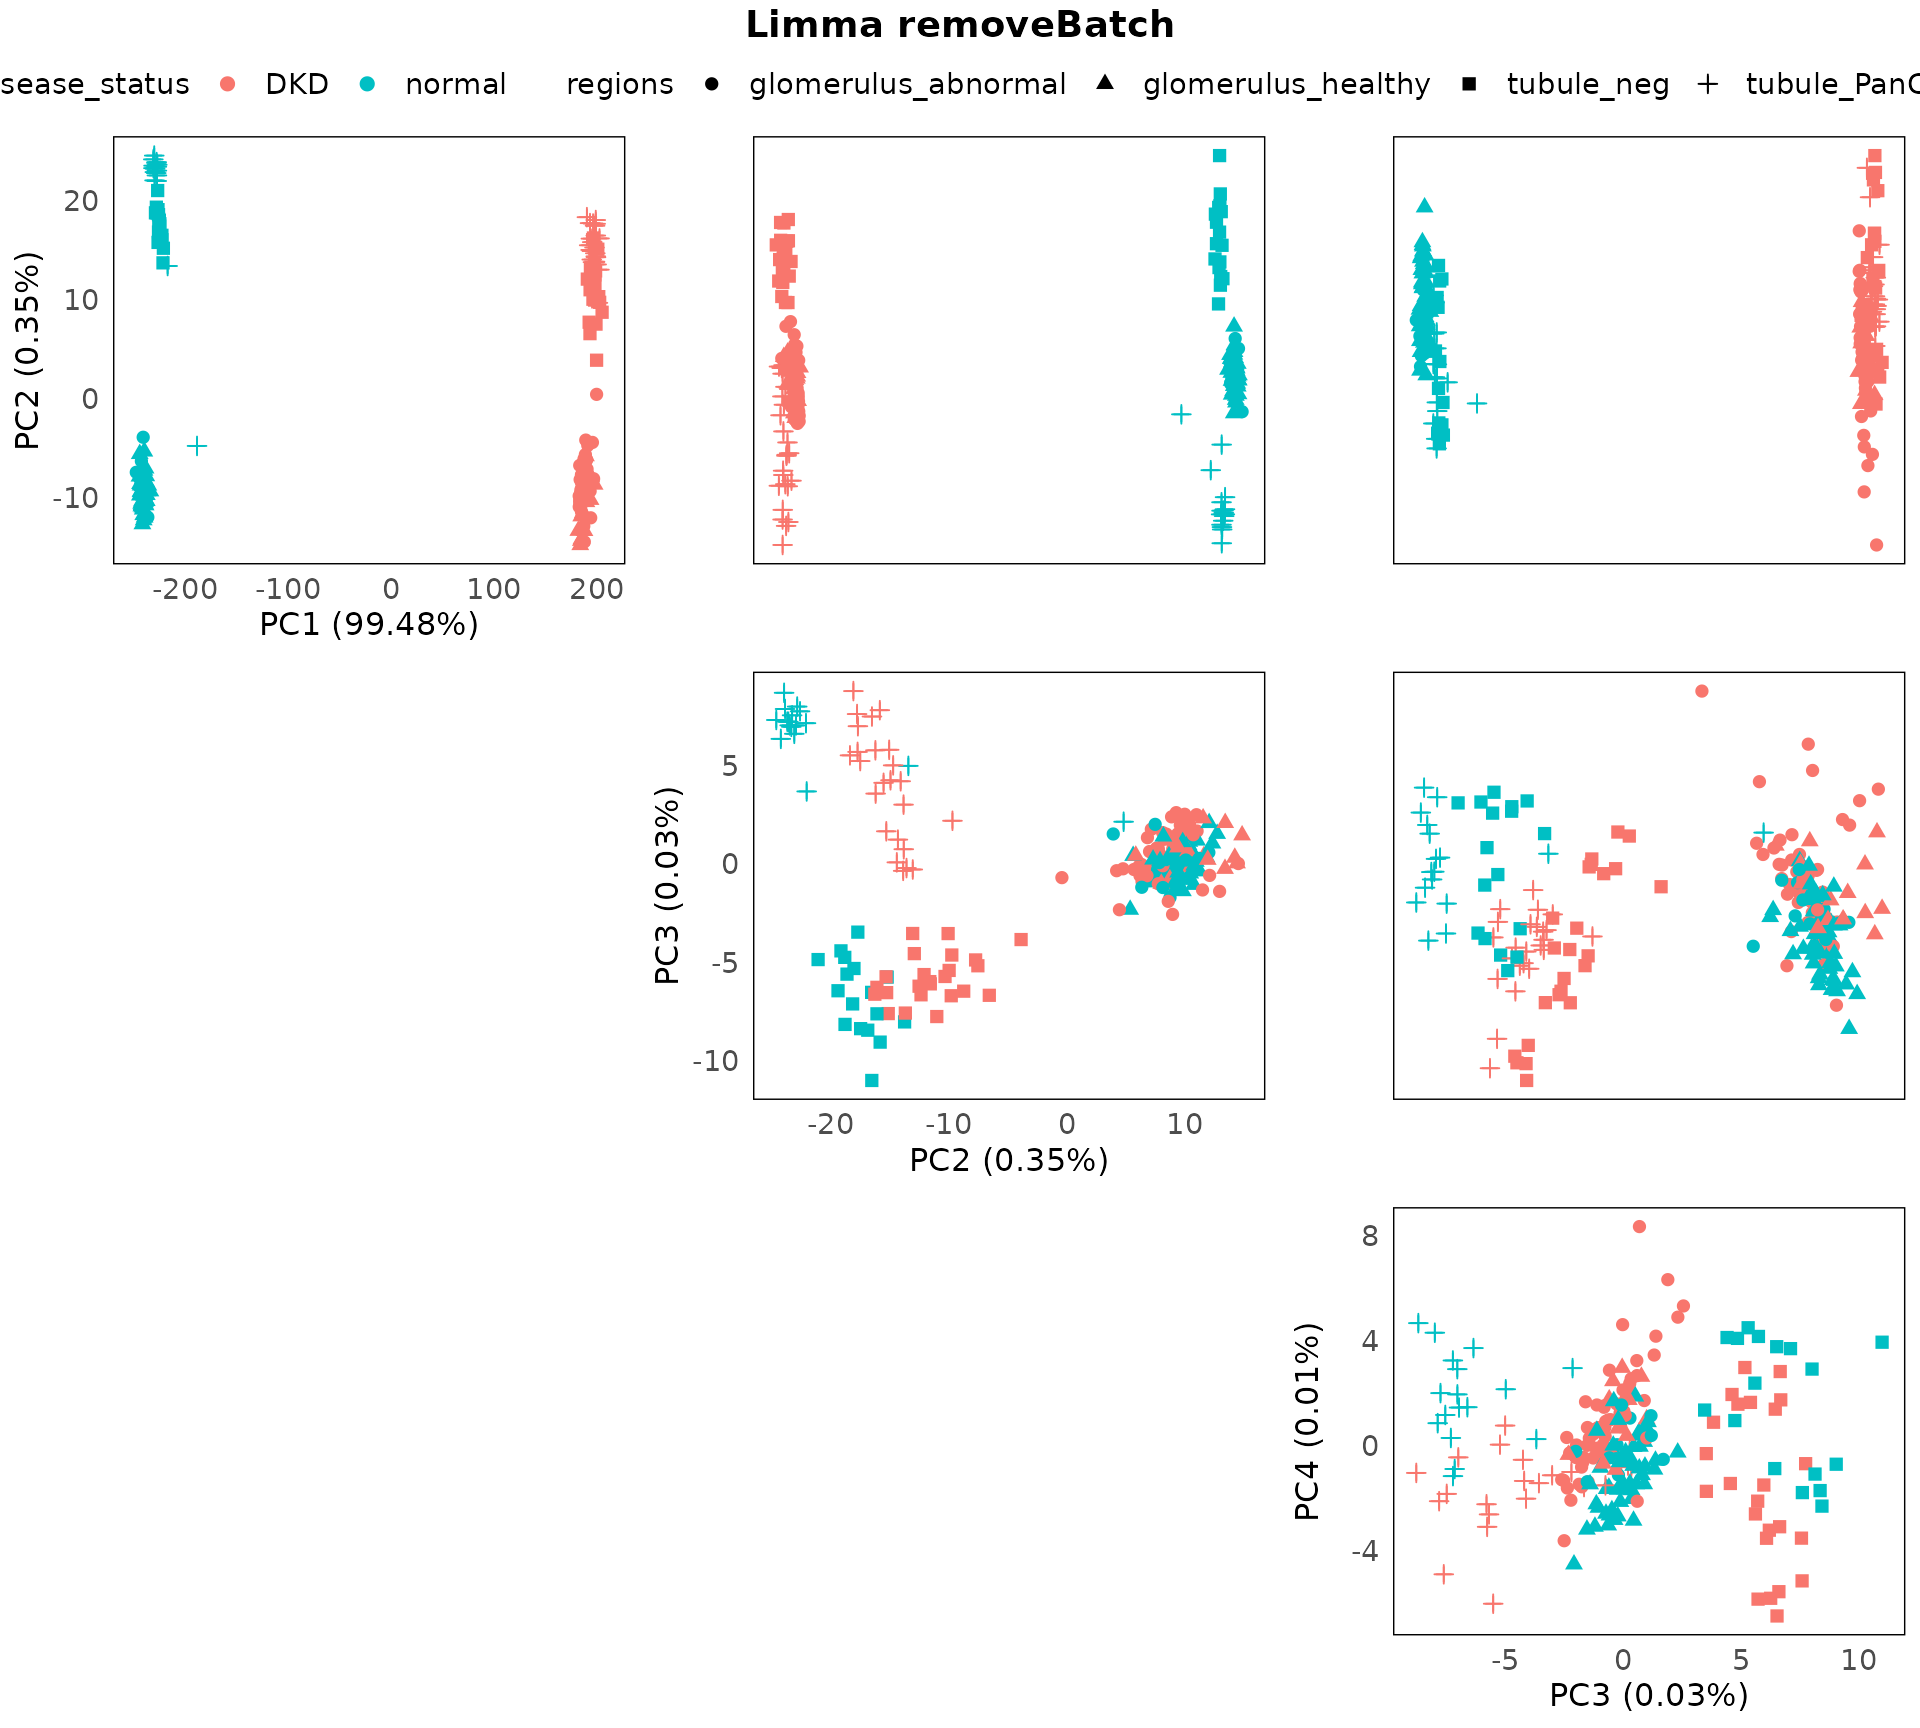 Limma removeBatch
sease_status DKD normal regions glomerulus_abnormal glomerulus_healthy tubule_neg tubule_PanC
20
10
0
-10
PC2 (0.35%)
-200 -100 0 100 200
PC1 (99.48%)
5
0
-5
-10
PC3 (0.03%)
-20 -10 0 10
PC2 (0.35%)
8
4
0
-4
PC4 (0.01%)
-5 0 5 10
PC3 (0.03%)